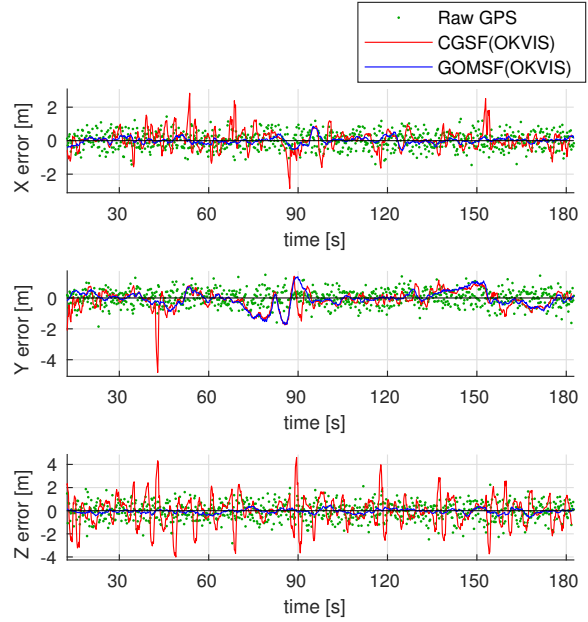 Raw GPS
CGSF(OKVIS)
GOMSF(OKVIS)
X error [m]
2
0
-2
30 60 90 120 150 180
time [s]
Y error [m]
0
-2
-4
30 60 90 120 150 180
time [s]
Z error [m]
4
2
0
-2
-4
30 60 90 120 150 180
time [s]